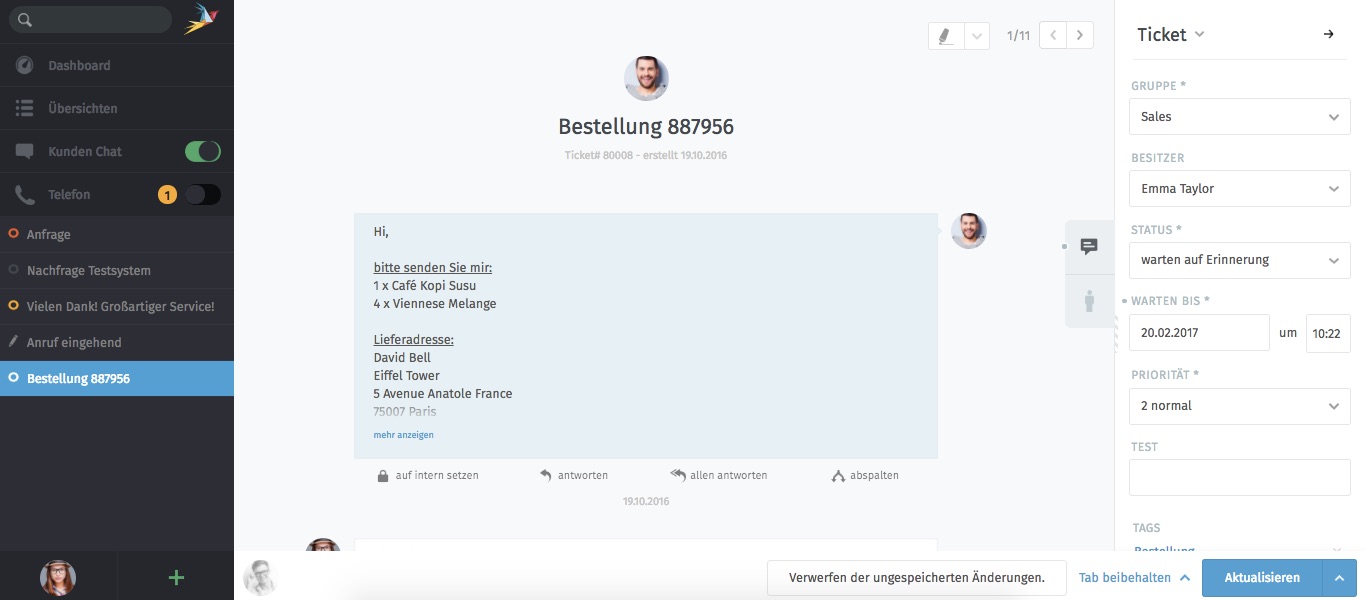 Dashboard
Übersichten
Kunden Chat
Telefon 1
Anfrage
Nachfrage Testsystem
Vielen Dank! Großartiger Service!
Anruf eingehend
Bestellung 887956
1/11
Bestellung 887956
Ticket# 80008 - erstellt 19.10.2016
Hi,
bitte senden Sie mir:
1 x Café Kopi Susu
4 x Viennese Melange
Lieferadresse:
David Bell
Eiffel Tower
5 Avenue Anatole France
75007 Paris
mehr anzeigen
auf intern setzen antworten allen antworten abspalten
19.10.2016
Ticket
GRUPPE *
Sales
BESITZER
Emma Taylor
STATUS *
warten auf Erinnerung
WARTEN BIS *
20.02.2017 um 10:22
PRIORITÄT *
2 normal
TEST
TAGS
Bestellung
Verwerfen der ungespeicherten Änderungen. Tab beibehalten Aktualisieren